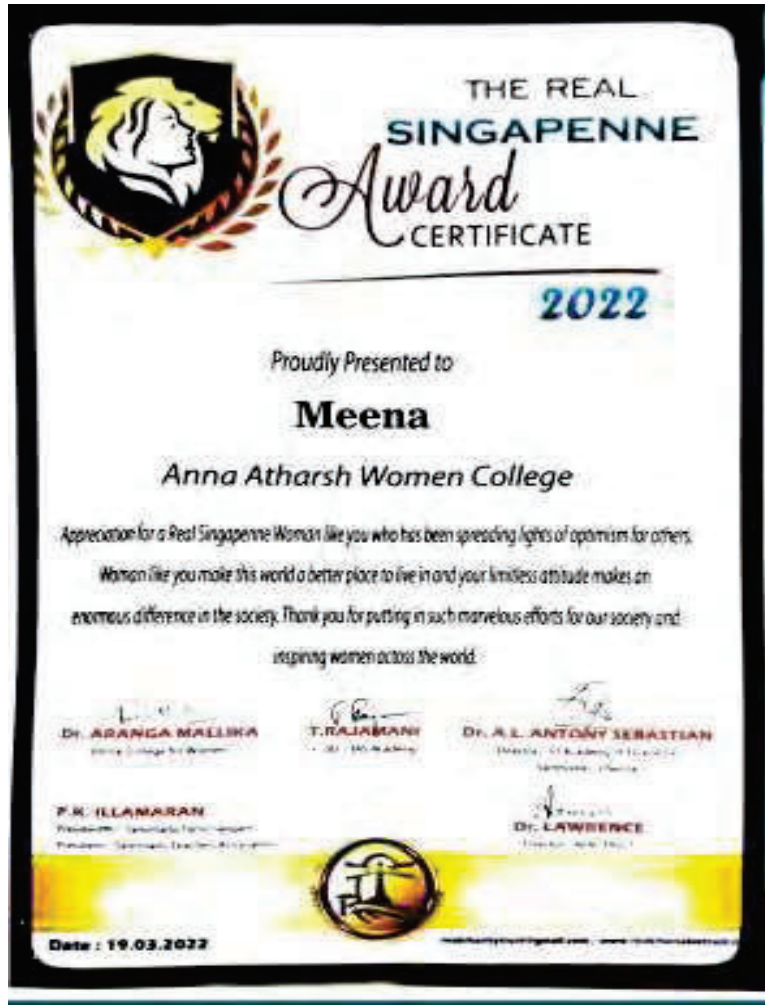 THE REAL
SINGAPENNE
Award
CERTIFICATE
2022
Proudly Presented to
Meena
Anna Atharsh Women College
Appreciation for a Real Singapenne Woman like you who has been spreading lights of optimism for others.
Woman like you make this world a better place to live in and your limitless attitude makes an
enormous difference in the society. Thank you for putting in such marvelous efforts for our society and
inspiring women across the world.
Dr. ARANGA MALLIKA
T.RAJAMANI
Dr. A.L. ANTONY SEBASTIAN
P.K. ILLAMARAN
Dr. LAWRENCE
Date : 19.03.2022